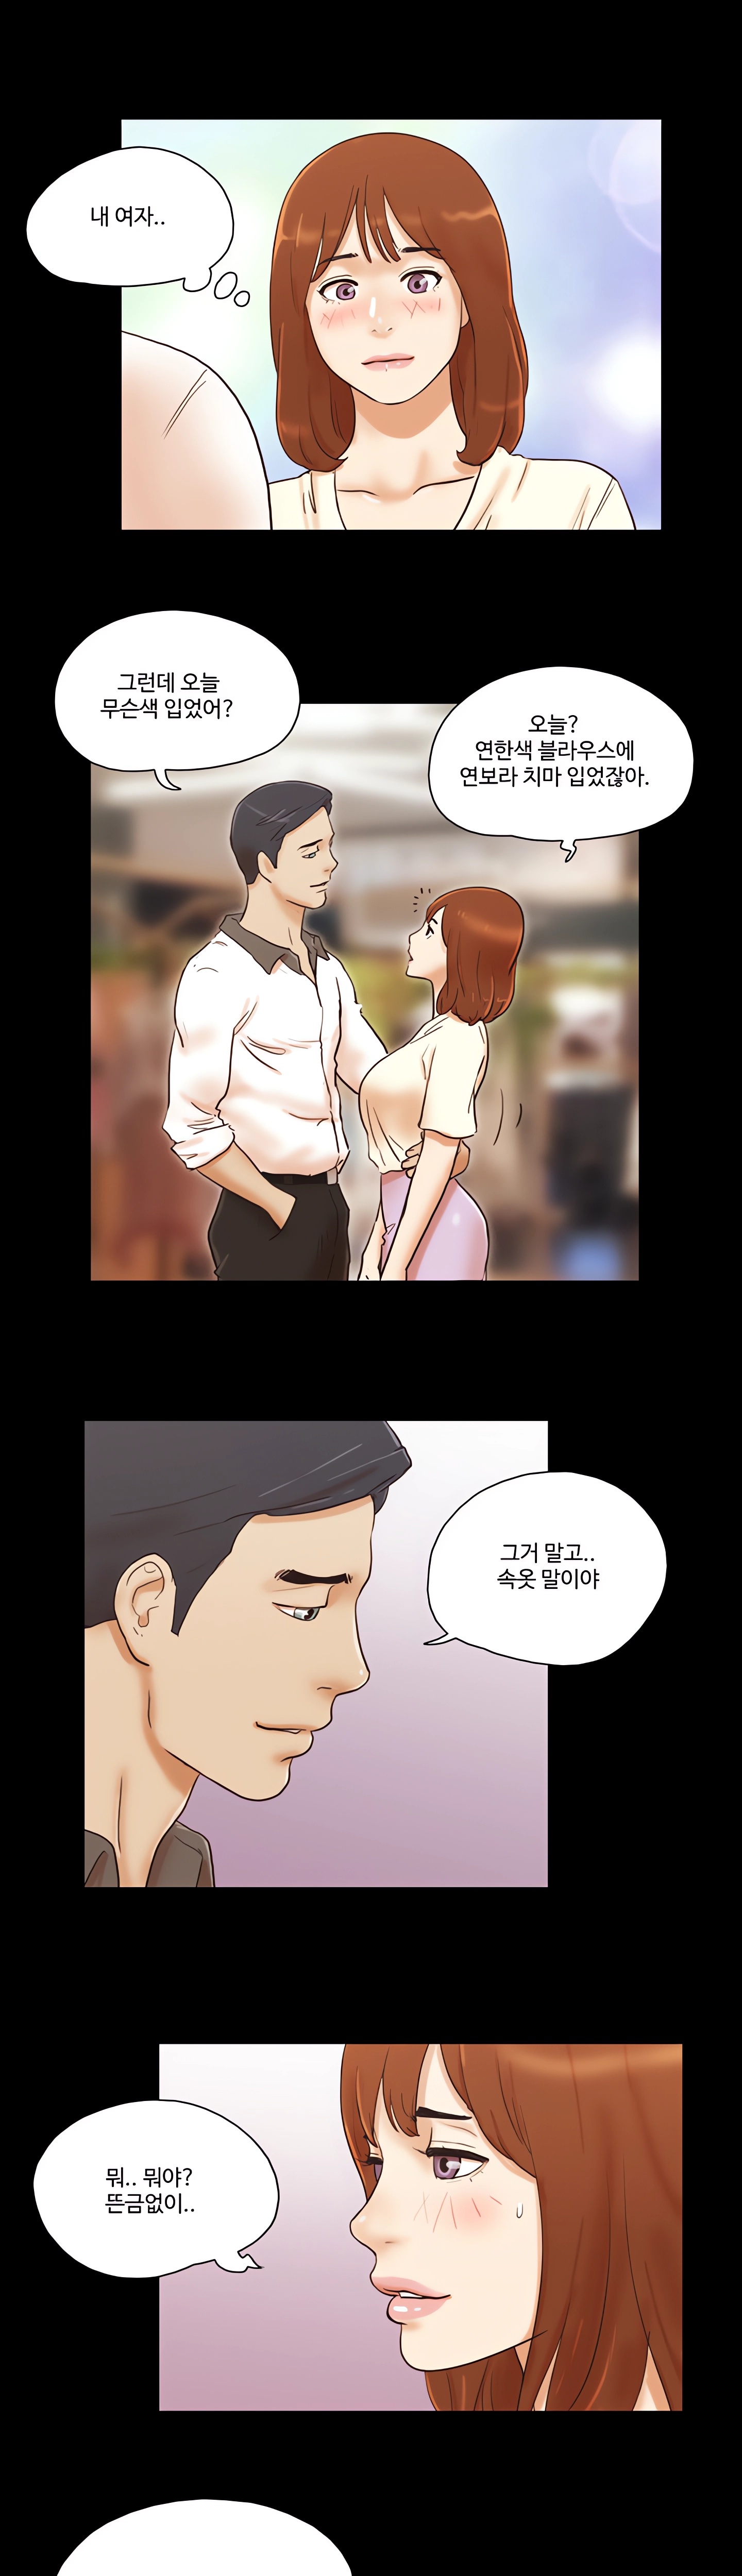 내 여자..
그런데 오늘
무슨색 입었어?
오늘?
연한색 블라우스에
연보라 치마 입었잖아.
그거 말고..
속옷 말이야
뭐.. 뭐야?
뜬금없이..